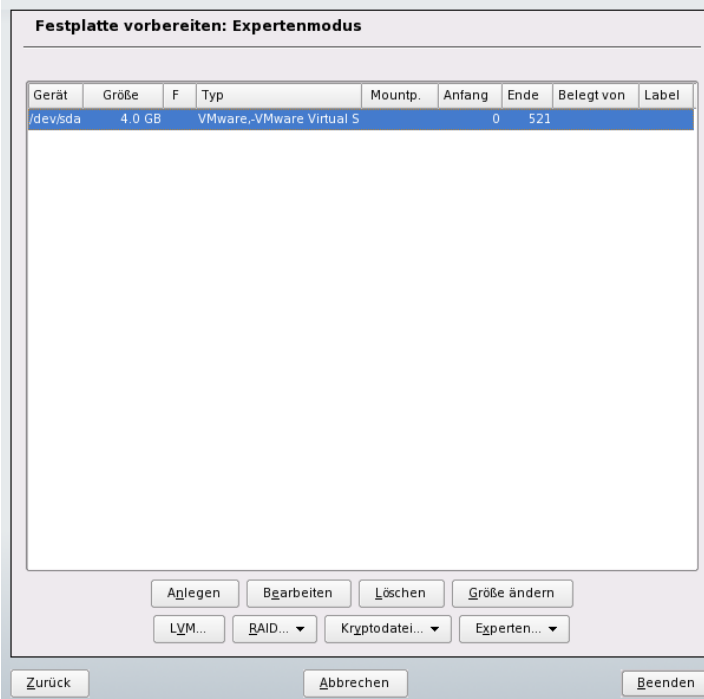 Festplatte vorbereiten: Expertenmodus
Gerät Größe F Typ Mountp. Anfang Ende Belegt von Label
/dev/sda 4.0 GB VMware,-VMware Virtual S 0 521
Anlegen Bearbeiten Löschen Größe ändern
LVM... RAID... Kryptodatei... Experten...
Zurück Abbrechen Beenden